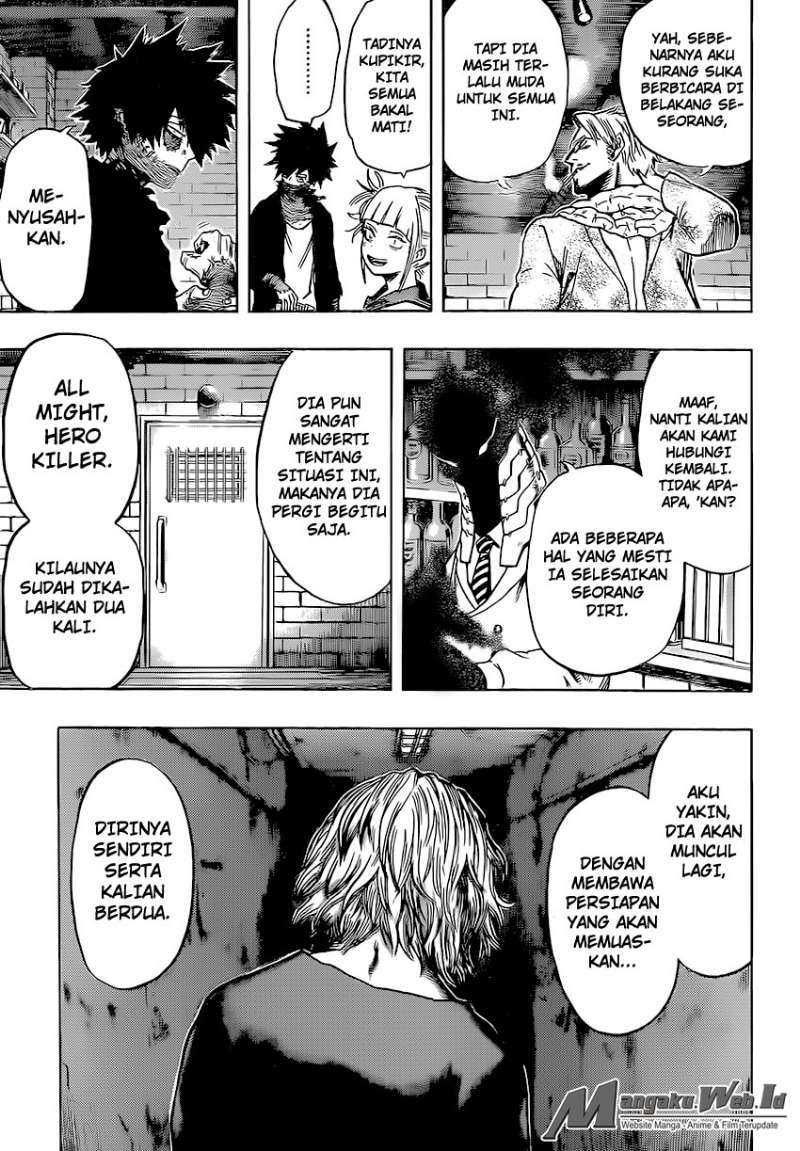 YAH, SEBE-
NARNYA AKU
KURANG SUKA
BERBICARA DI
BELAKANG SE-
SEORANG,
TAPI DIA
MASIH TER-
LALU MUDA
UNTUK SEMUA
INI.
TADINYA
KUPIKIR,
KITA
SEMUA
BAKAL
MATI!
........
ME-
NYUSAH-
KAN.
MAAF,
NANTI KALIAN
AKAN KAMI
HUBUNGI
KEMBALI.
TIDAK APA-
APA, 'KAN?
ADA BEBERAPA
HAL YANG MESTI
IA SELESAIKAN
SEORANG
DIRI.
DIA PUN
SANGAT
MENGERTI
TENTANG
SITUASI INI,
MAKANYA DIA
PERGI BEGITU
SAJA.
ALL
MIGHT,
HERO
KILLER.
KILAUNYA
SUDAH DIKA-
LAHKAN DUA
KALI.
AKU
YAKIN,
DIA AKAN
MUNCUL
LAGI,
DENGAN
MEMBAWA
PERSIAPAN
YANG AKAN
MEMUAS-
KAN...
DIRINYA
SENDIRI
SERTA
KALIAN
BERDUA.
Mangaku.Web.Id
Website Manga - Anime & Film Terupdate